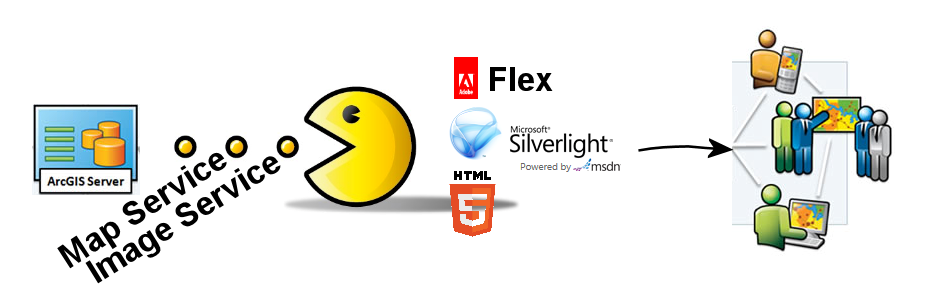 ArcGIS Server
Map Service
Image Service
Adobe
Flex
Microsoft®
Silverlight®
Powered by msdn
HTML
5